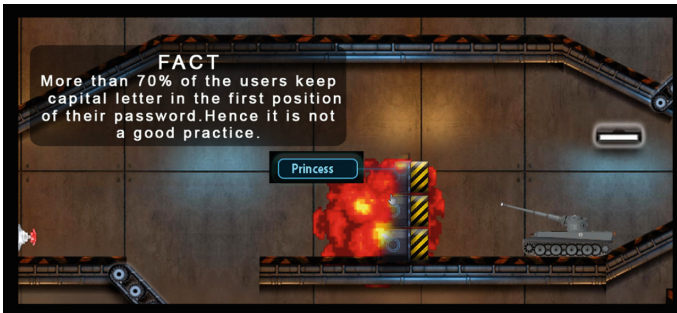 FACT
More than 70% of the users keep
capital letter in the first position
of their password.Hence it is not
a good practice.
Princess